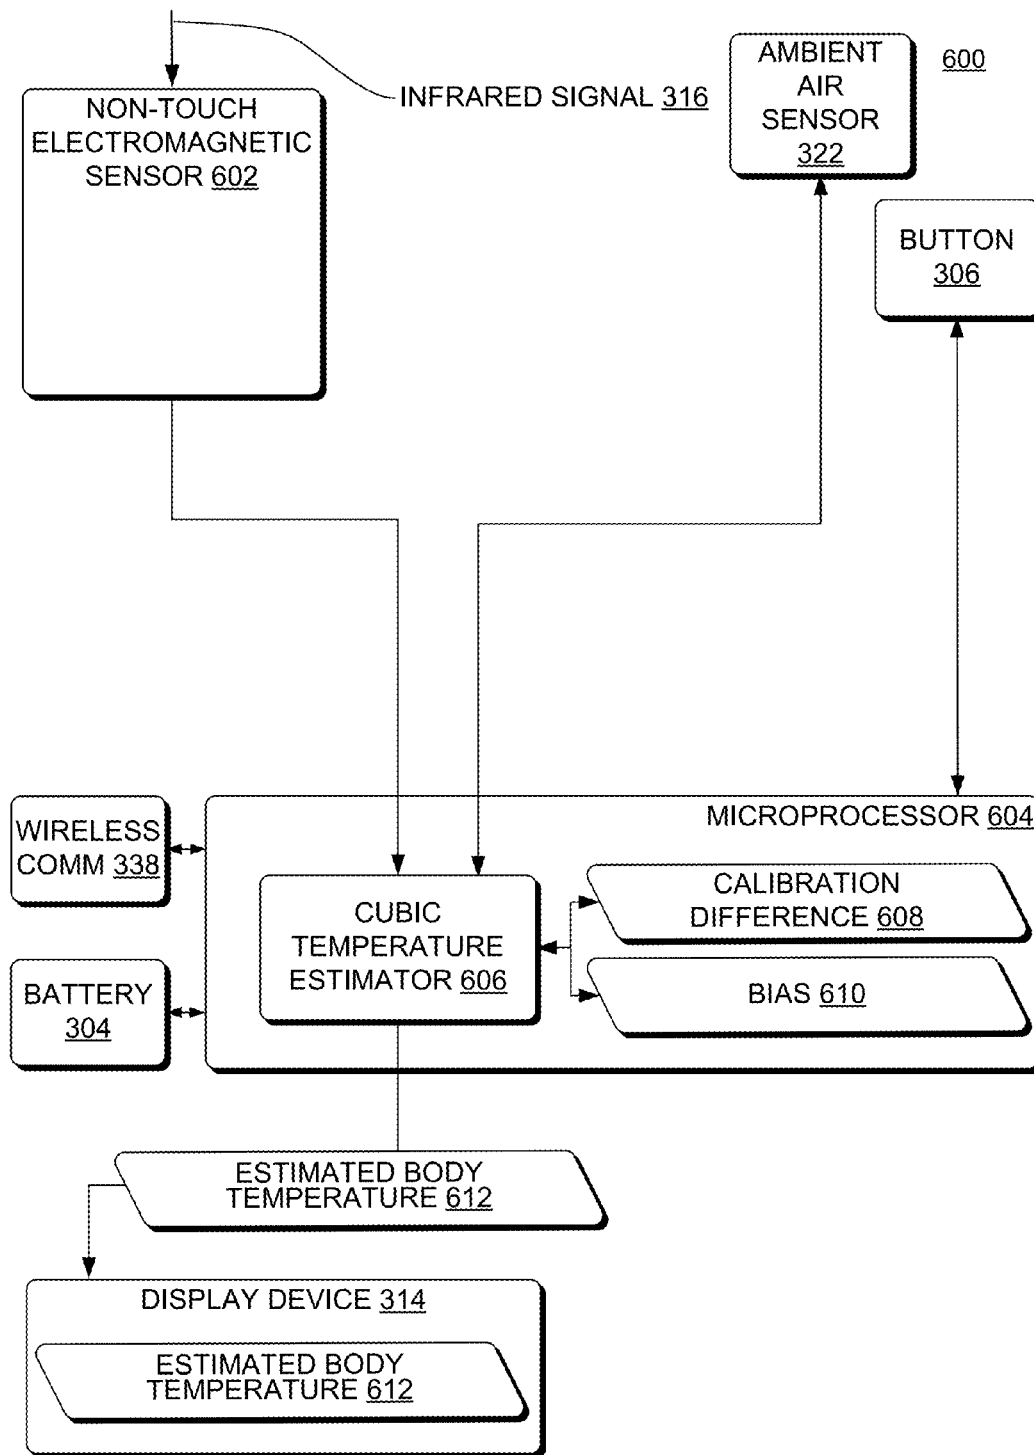 NON-TOUCH
ELECTROMAGNETIC
SENSOR 602
INFRARED SIGNAL 316
AMBIENT
AIR
SENSOR
322
600
BUTTON
306
WIRELESS
COMM 338
BATTERY
304
MICROPROCESSOR 604
CUBIC
TEMPERATURE
ESTIMATOR 606
CALIBRATION
DIFFERENCE 608
BIAS 610
ESTIMATED BODY
TEMPERATURE 612
DISPLAY DEVICE 314
ESTIMATED BODY
TEMPERATURE 612